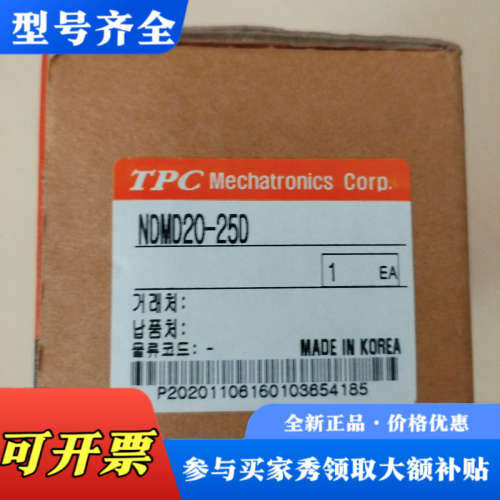 型号齐全
TPC Mechatronics Corp.
NDMD20-25D
1 EA
거래처:
납품처:
물류코드: -
MADE IN KOREA
P20201106160103654185
可开票
全新正品·价格优惠
参与买家秀领取大额补贴